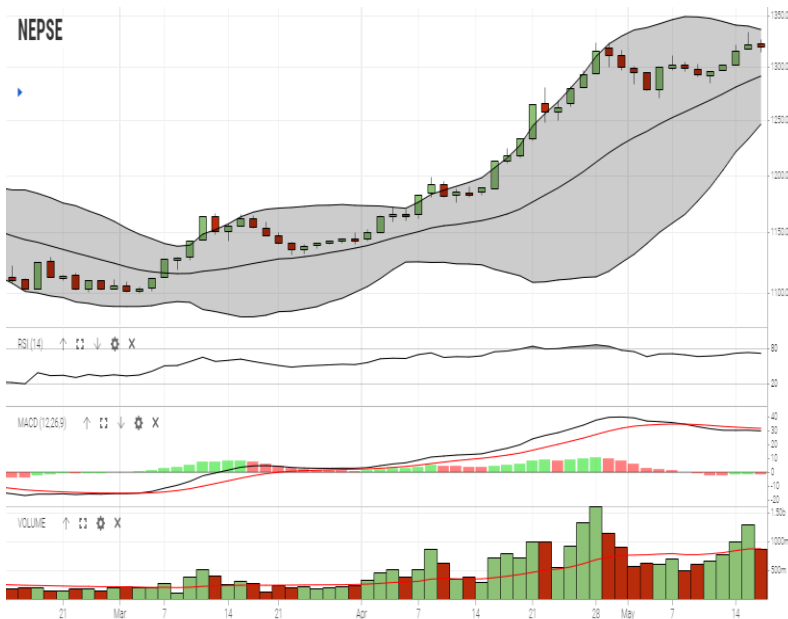 NEPSE
1350.0
1300.0
1250.0
1200.0
1150.0
1100.0
RSI (14)
80
20
MACD (12,26,9)
40
30
20
10
0
-10
-20
VOLUME
1.50b
1000m
500m
21 Mar 7 14 21 Apr 7 14 21 28 May 7 14